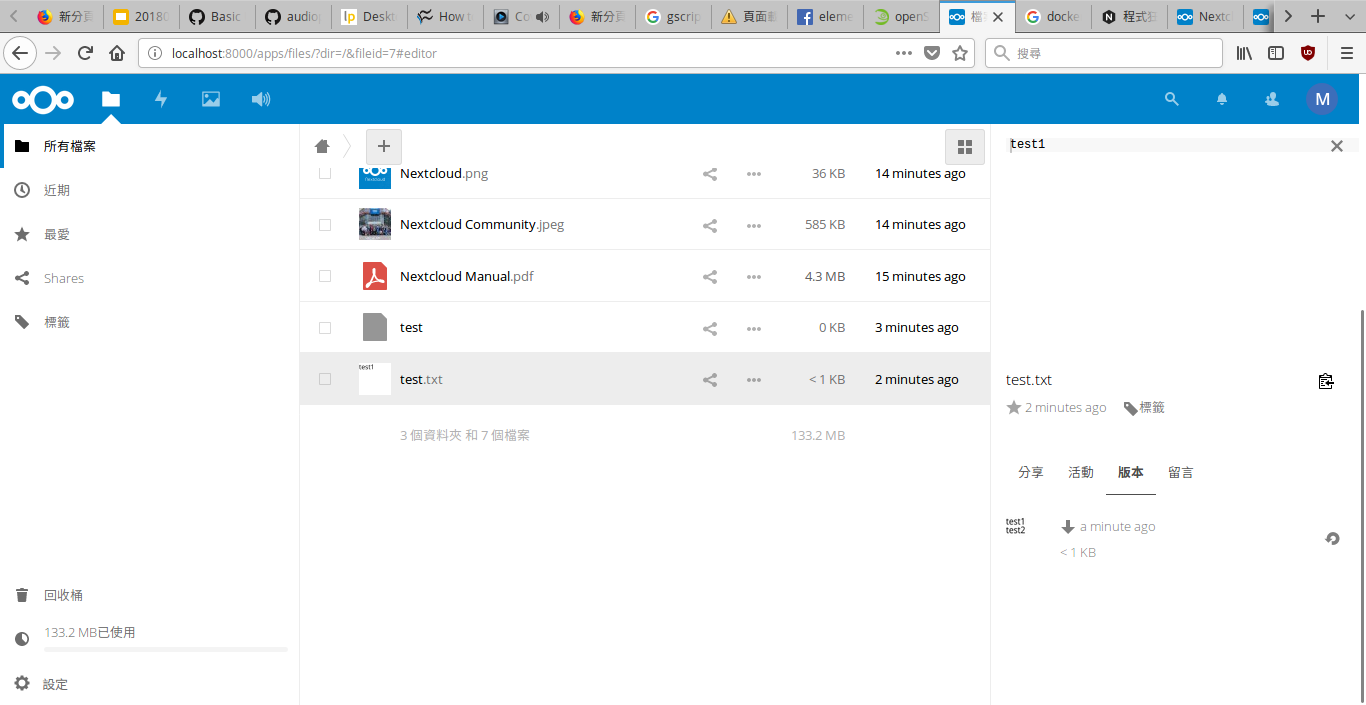 新分頁
20180
Basic
audio
Deskt
How t
Co
新分頁
gscrip
頁面載
eleme
openS
檔
docke
程式狂
Nextcl
localhost:8000/apps/files/?dir=/&fileid=7#editor
搜尋
M
所有檔案
近期
最愛
Shares
標籤
回收桶
133.2 MB已使用
設定
Nextcloud.png 36 KB 14 minutes ago
Nextcloud Community.jpeg 585 KB 14 minutes ago
Nextcloud Manual.pdf 4.3 MB 15 minutes ago
test 0 KB 3 minutes ago
test1
test.txt < 1 KB 2 minutes ago
3 個資料夾 和 7 個檔案 133.2 MB
test1
test.txt
2 minutes ago 標籤
分享 活動 版本 留言
test1
test2
a minute ago
< 1 KB